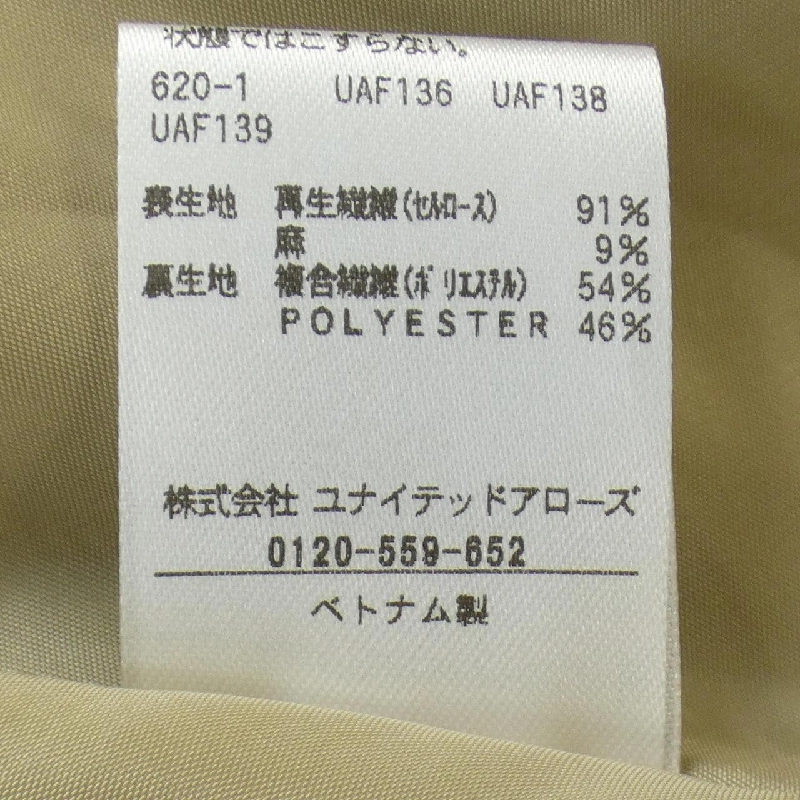 状態ではこすらない。
620-1 UAF136 UAF138
UAF139
表生地 再生繊維(セルロース) 91%
麻 9%
裏生地 複合繊維(ポリエステル) 54%
POLYESTER 46%
株式会社 ユナイテッドアローズ
0120-559-652
ベトナム製